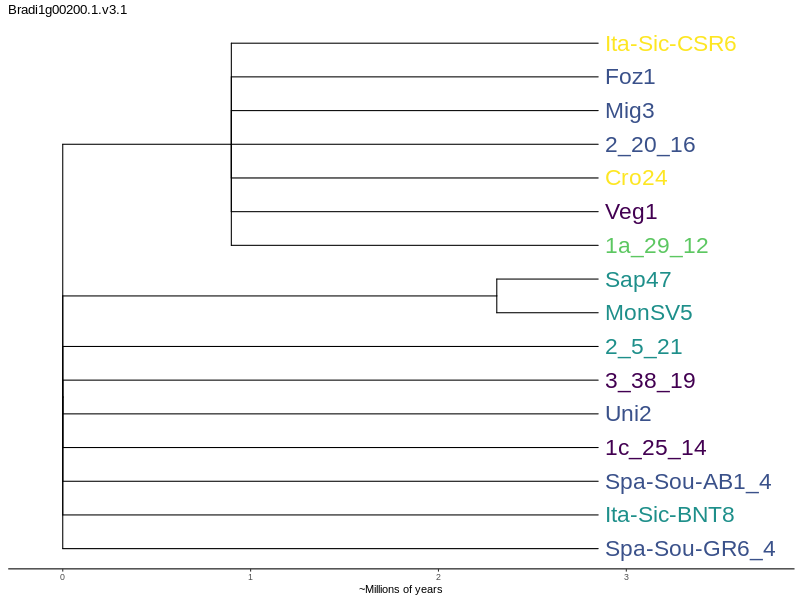 Bradi1g00200.1.v3.1
Ita-Sic-CSR6
Foz1
Mig3
2_20_16
Cro24
Veg1
1a_29_12
Sap47
MonSV5
2_5_21
3_38_19
Uni2
1c_25_14
Spa-Sou-AB1_4
Ita-Sic-BNT8
Spa-Sou-GR6_4
0 1 2 3
~Millions of years